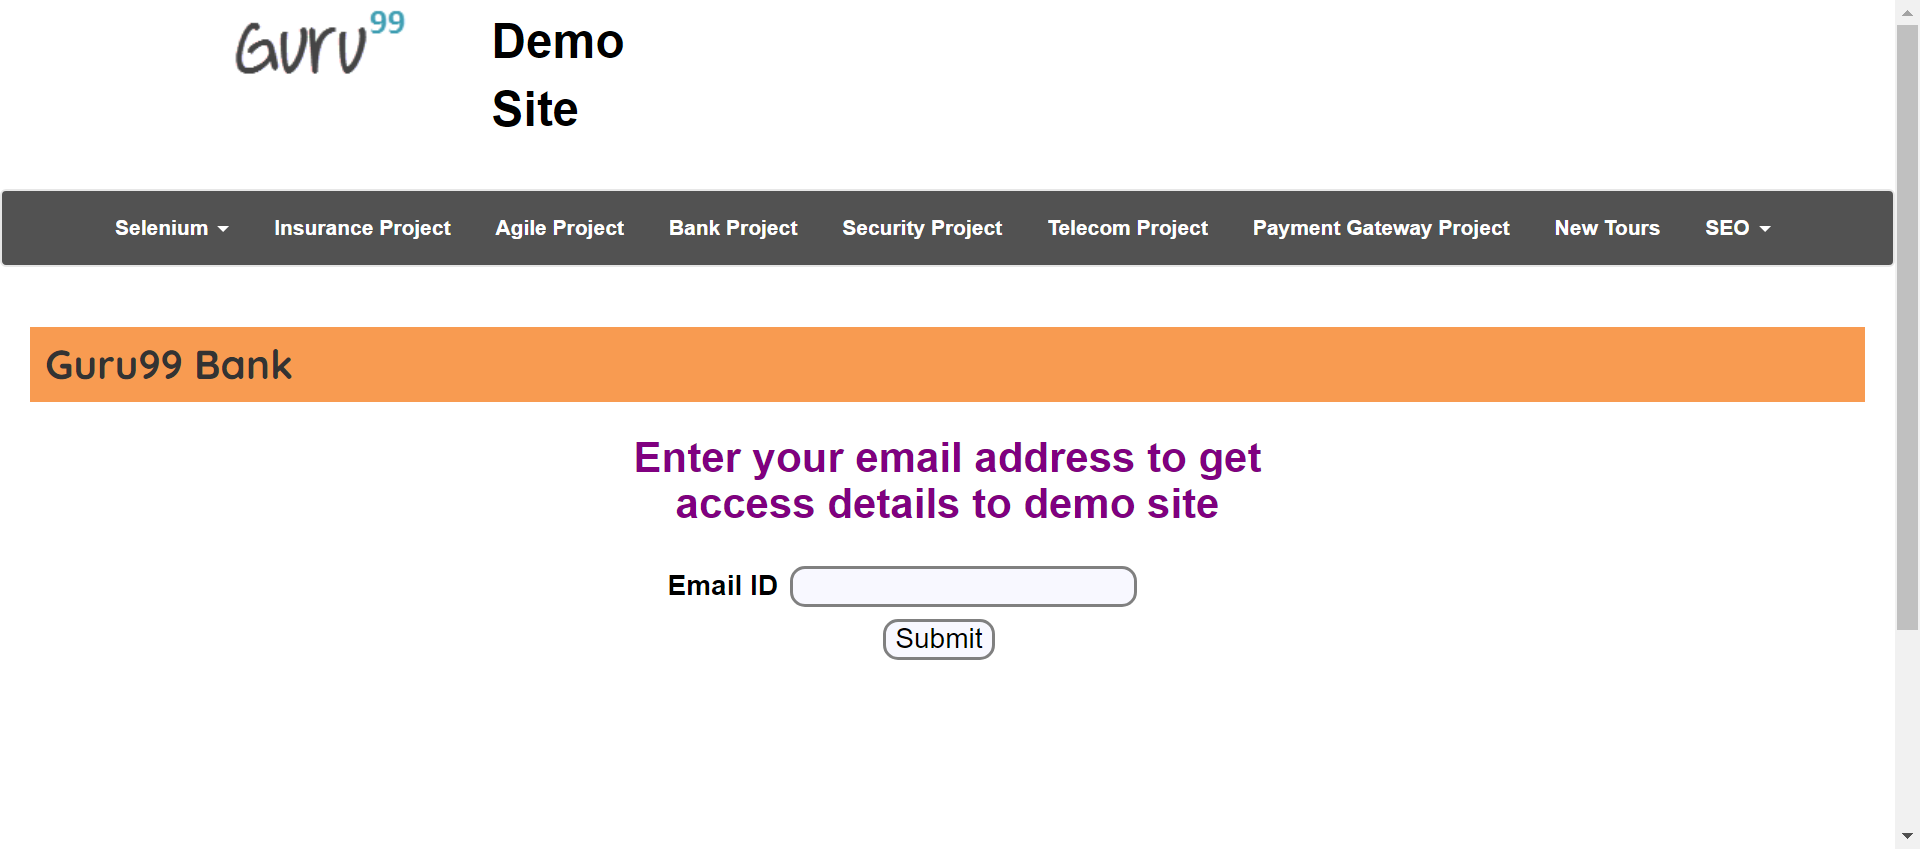 Guru99
Demo
Site
Selenium Insurance Project Agile Project Bank Project Security Project Telecom Project Payment Gateway Project New Tours SEO
Guru99 Bank
Enter your email address to get
access details to demo site
Email ID
Submit